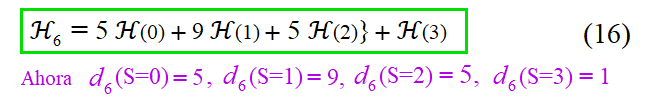 ℋ₆ = 5 ℋ(0) + 9 ℋ(1) + 5 ℋ(2)} + ℋ(3) (16)
Ahora d₆(S=0) = 5, d₆(S=1) = 9, d₆(S=2) = 5, d₆(S=3) = 1